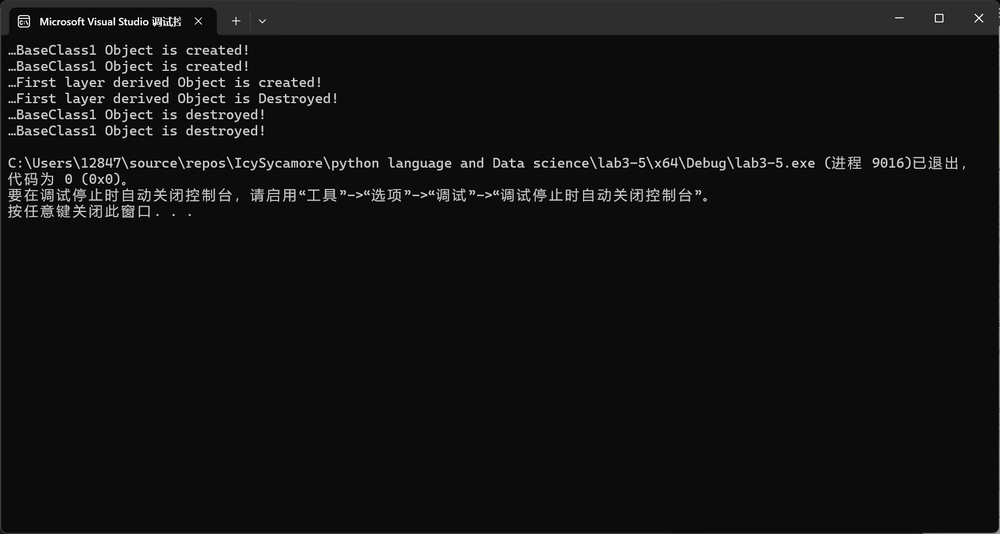 Microsoft Visual Studio 调试控
…BaseClass1 Object is created!
…BaseClass1 Object is created!
…First layer derived Object is created!
…First layer derived Object is Destroyed!
…BaseClass1 Object is destroyed!
…BaseClass1 Object is destroyed!
C:\Users\12847\source\repos\IcySycamore\python language and Data science\lab3-5\x64\Debug\lab3-5.exe (进程 9016)已退出，
代码为 0 (0x0)。
要在调试停止时自动关闭控制台，请启用“工具”->“选项”->“调试”->“调试停止时自动关闭控制台”。
按任意键关闭此窗口. . .